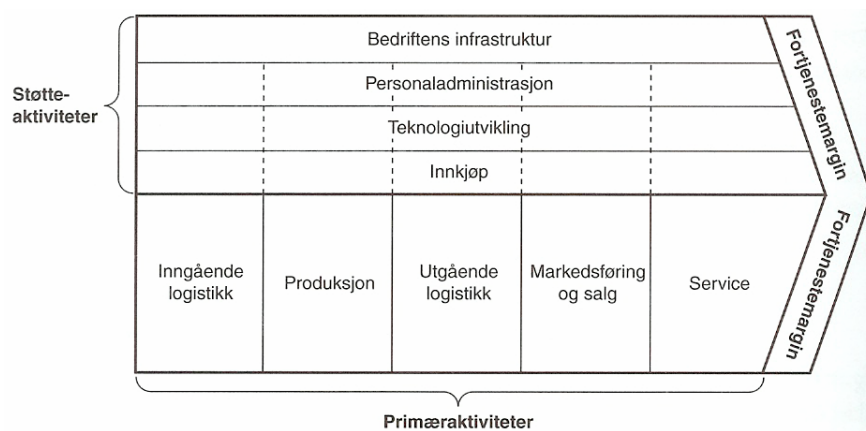 Bedriftens infrastruktur
Personaladministrasjon
Støtte-
aktiviteter
Teknologiutvikling
Innkjøp
Fortjenestemargin
Inngående
logistikk
Produksjon
Utgående
logistikk
Markedsføring
og salg
Service
Fortjenestemargin
Primæraktiviteter